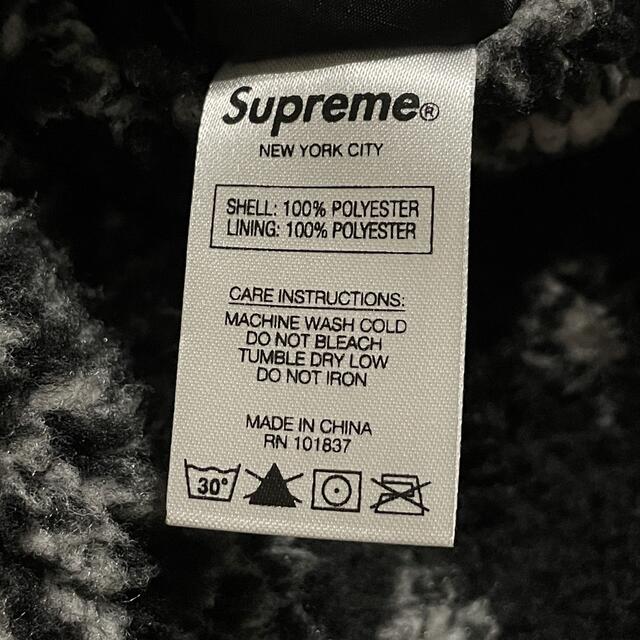 Supreme®
NEW YORK CITY
SHELL: 100% POLYESTER
LINING: 100% POLYESTER
CARE INSTRUCTIONS:
MACHINE WASH COLD
DO NOT BLEACH
TUMBLE DRY LOW
DO NOT IRON
MADE IN CHINA
RN 101837
30°